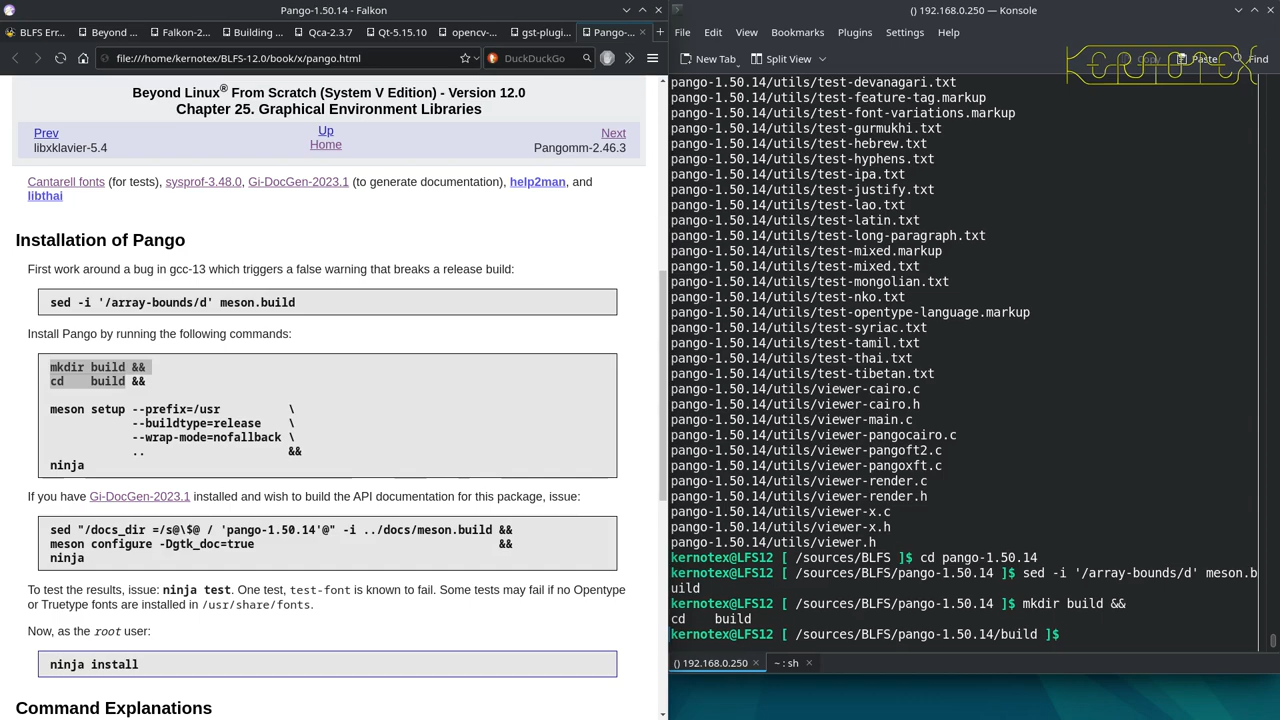 Pango-1.50.14 - Falkon
BLFS Err...
Beyond ...
Falkon-2...
Building ...
Qca-2.3.7
Qt-5.15.10
opencv-...
gst-plugi...
Pango-...
file:///home/kernotex/BLFS-12.0/book/x/pango.html
DuckDuckGo
Beyond Linux® From Scratch (System V Edition) - Version 12.0
Chapter 25. Graphical Environment Libraries
Prev Up Next
libxklavier-5.4 Home Pangomm-2.46.3
Cantarell fonts (for tests), sysprof-3.48.0, Gi-DocGen-2023.1 (to generate documentation), help2man, and
libthai
Installation of Pango
First work around a bug in gcc-13 which triggers a false warning that breaks a release build:
sed -i '/array-bounds/d' meson.build
Install Pango by running the following commands:
mkdir build &&
cd    build &&
meson setup --prefix=/usr          \
--buildtype=release    \
--wrap-mode=nofallback \
..                     &&
ninja
If you have Gi-DocGen-2023.1 installed and wish to build the API documentation for this package, issue:
sed "/docs_dir =/s@\$@ / 'pango-1.50.14'@" -i ../docs/meson.build &&
meson configure -Dgtk_doc=true                                    &&
ninja
To test the results, issue: ninja test. One test, test-font is known to fail. Some tests may fail if no Opentype
or Truetype fonts are installed in /usr/share/fonts.
Now, as the root user:
ninja install
Command Explanations
() 192.168.0.250 — Konsole
File Edit View Bookmarks Plugins Settings Help
New Tab Split View Copy Paste Find
KERNOTEX
pango-1.50.14/utils/test-devanagari.txt
pango-1.50.14/utils/test-feature-tag.markup
pango-1.50.14/utils/test-font-variations.markup
pango-1.50.14/utils/test-gurmukhi.txt
pango-1.50.14/utils/test-hebrew.txt
pango-1.50.14/utils/test-hyphens.txt
pango-1.50.14/utils/test-ipa.txt
pango-1.50.14/utils/test-justify.txt
pango-1.50.14/utils/test-lao.txt
pango-1.50.14/utils/test-latin.txt
pango-1.50.14/utils/test-long-paragraph.txt
pango-1.50.14/utils/test-mixed.markup
pango-1.50.14/utils/test-mixed.txt
pango-1.50.14/utils/test-mongolian.txt
pango-1.50.14/utils/test-nko.txt
pango-1.50.14/utils/test-opentype-language.markup
pango-1.50.14/utils/test-syriac.txt
pango-1.50.14/utils/test-tamil.txt
pango-1.50.14/utils/test-thai.txt
pango-1.50.14/utils/test-tibetan.txt
pango-1.50.14/utils/viewer-cairo.c
pango-1.50.14/utils/viewer-cairo.h
pango-1.50.14/utils/viewer-main.c
pango-1.50.14/utils/viewer-pangocairo.c
pango-1.50.14/utils/viewer-pangoft2.c
pango-1.50.14/utils/viewer-pangoxft.c
pango-1.50.14/utils/viewer-render.c
pango-1.50.14/utils/viewer-render.h
pango-1.50.14/utils/viewer-x.c
pango-1.50.14/utils/viewer-x.h
pango-1.50.14/utils/viewer.h
kernotex@LFS12 [ /sources/BLFS ]$ cd pango-1.50.14
kernotex@LFS12 [ /sources/BLFS/pango-1.50.14 ]$ sed -i '/array-bounds/d' meson.b
uild
kernotex@LFS12 [ /sources/BLFS/pango-1.50.14 ]$ mkdir build &&
cd    build
kernotex@LFS12 [ /sources/BLFS/pango-1.50.14/build ]$
() 192.168.0.250
~ : sh